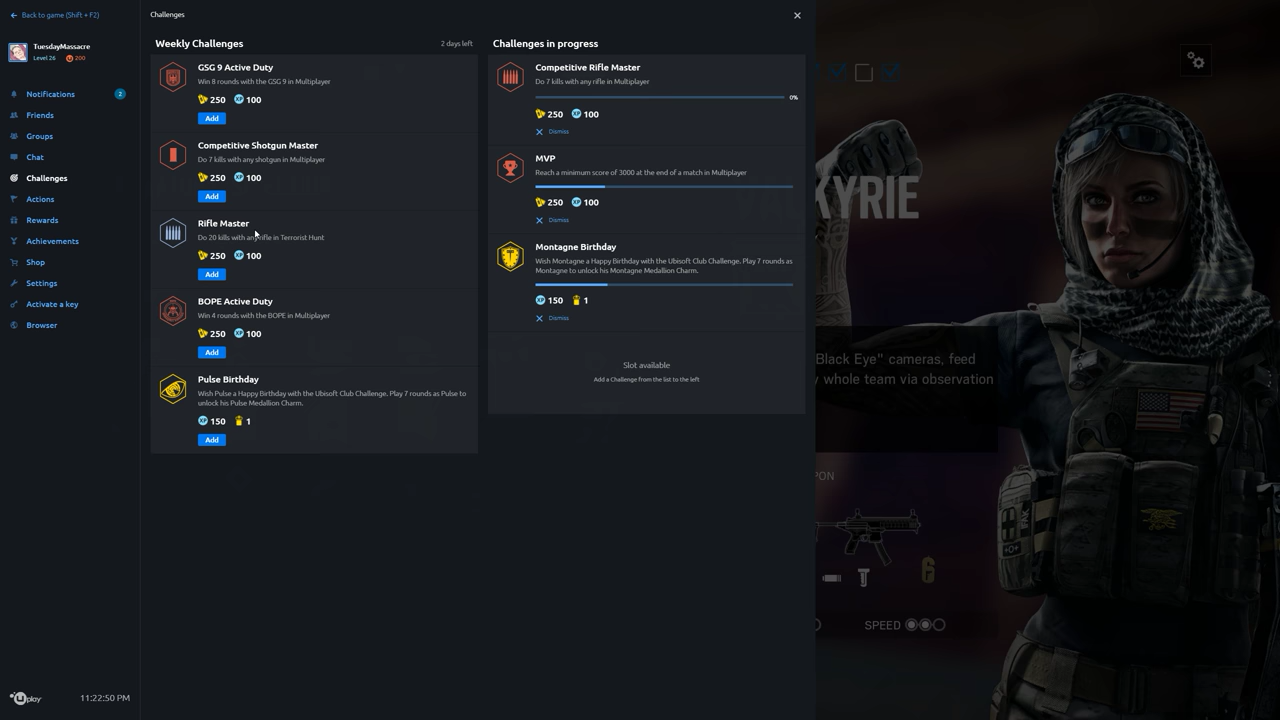 Back to game (Shift + F2)
TuesdayMassacre
Level 26
200
Notifications
2
Friends
Groups
Chat
Challenges
Actions
Rewards
Achievements
Shop
Settings
Activate a key
Browser
uplay
11:22:50 PM
Challenges
Weekly Challenges
2 days left
GSG 9 Active Duty
Win 8 rounds with the GSG 9 in Multiplayer
250 XP 100
Add
Competitive Shotgun Master
Do 7 kills with any shotgun in Multiplayer
250 XP 100
Add
Rifle Master
Do 20 kills with any rifle in Terrorist Hunt
250 XP 100
Add
BOPE Active Duty
Win 4 rounds with the BOPE in Multiplayer
250 XP 100
Add
Pulse Birthday
Wish Pulse a Happy Birthday with the Ubisoft Club Challenge. Play 7 rounds as Pulse to
unlock his Pulse Medallion Charm.
XP 150 1
Add
Challenges in progress
Competitive Rifle Master
Do 7 kills with any rifle in Multiplayer
0%
250 XP 100
Dismiss
MVP
Reach a minimum score of 3000 at the end of a match in Multiplayer
250 XP 100
Dismiss
Montagne Birthday
Wish Montagne a Happy Birthday with the Ubisoft Club Challenge. Play 7 rounds as
Montagne to unlock his Montagne Medallion Charm.
XP 150 1
Dismiss
Slot available
Add a Challenge from the list to the left
KYRIE
Black Eye" cameras, feed
whole team via observation
PON
SPEED
FAK